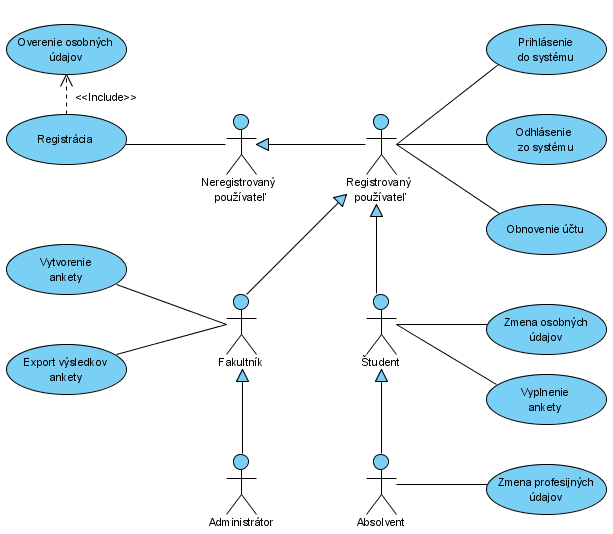 Overenie osobných
údajov
Prihlásenie
do systému
<<Include>>
Registrácia
Odhlásenie
zo systému
Neregistrovaný
používateľ
Registrovaný
používateľ
Obnovenie účtu
Vytvorenie
ankety
Export výsledkov
ankety
Fakultník
Študent
Zmena osobných
údajov
Vyplnenie
ankety
Administrátor
Absolvent
Zmena profesijných
údajov